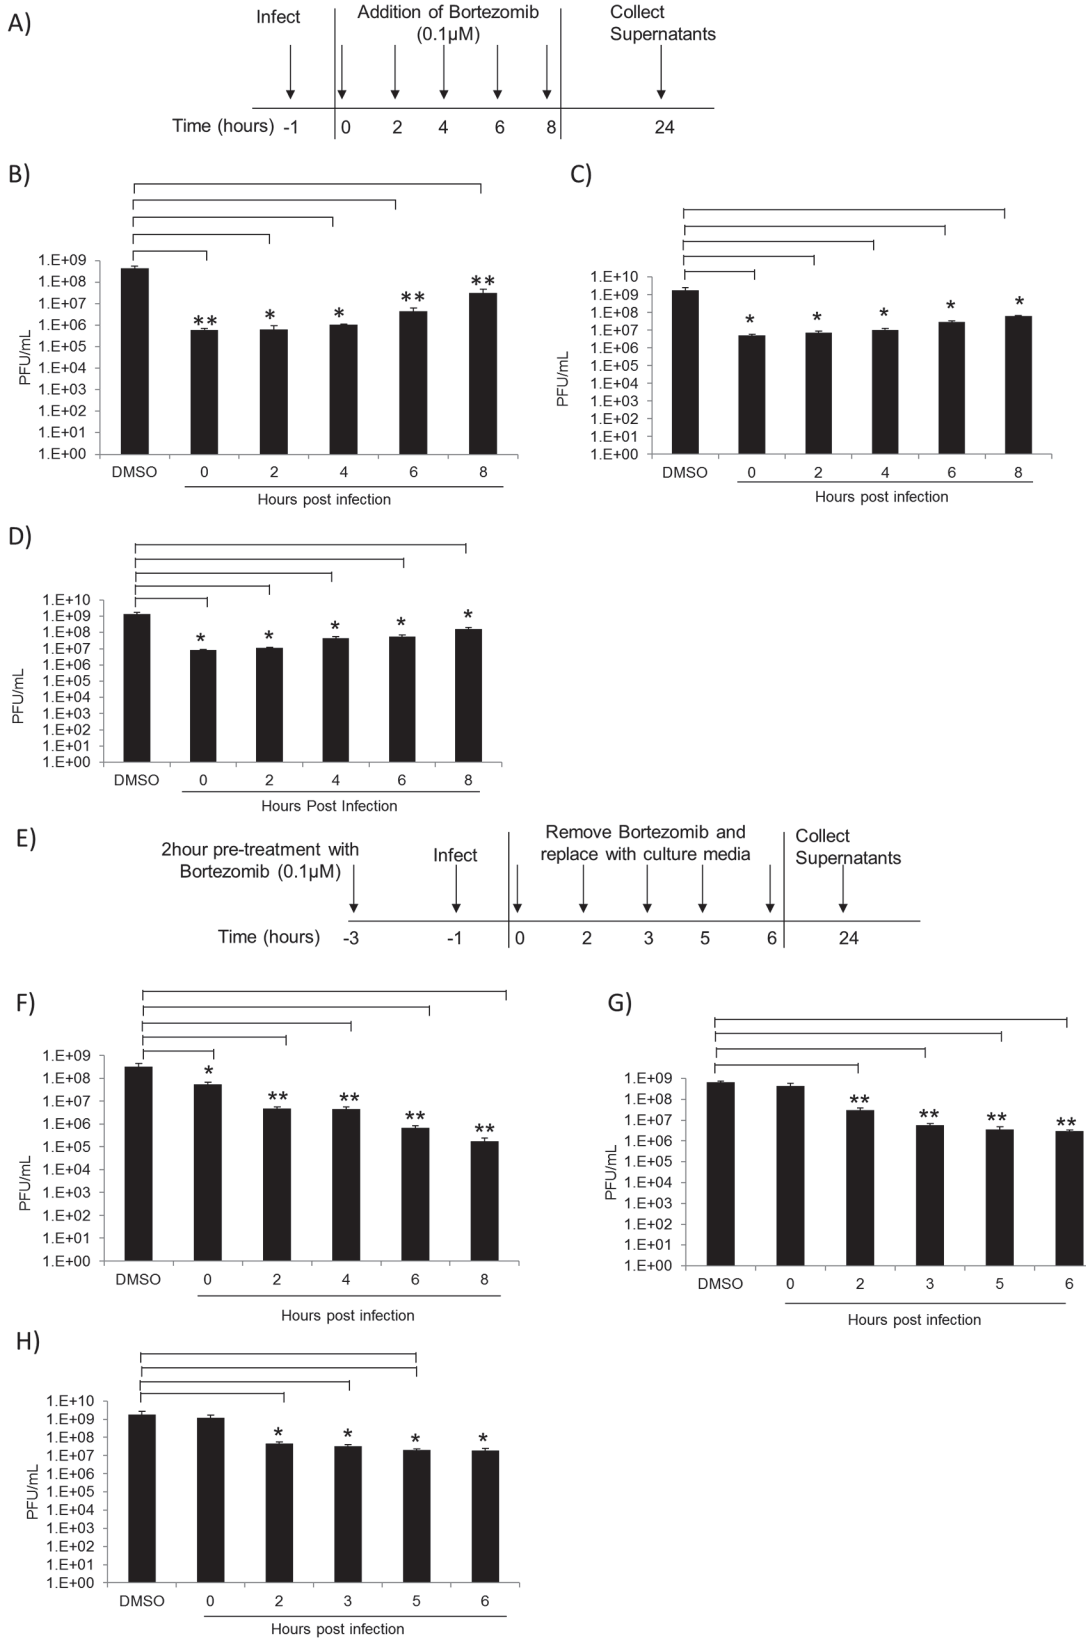 A)
Infect
Addition of Bortezomib
(0.1μM)
Collect
Supernatants
Time (hours) -1 0 2 4 6 8 24
B)
1.E+09
1.E+08
1.E+07
1.E+06
1.E+05
1.E+04
1.E+03
1.E+02
1.E+01
1.E+00
PFU/mL
** * * ** **
DMSO 0 2 4 6 8
Hours post infection
C)
1.E+10
1.E+09
1.E+08
1.E+07
1.E+06
1.E+05
1.E+04
1.E+03
1.E+02
1.E+01
1.E+00
PFU/mL
* * * * *
DMSO 0 2 4 6 8
Hours post infection
D)
1.E+10
1.E+09
1.E+08
1.E+07
1.E+06
1.E+05
1.E+04
1.E+03
1.E+02
1.E+01
1.E+00
PFU/mL
* * * * *
DMSO 0 2 4 6 8
Hours Post Infection
E)
2hour pre-treatment with
Bortezomib (0.1μM)
Infect
Remove Bortezomib and
replace with culture media
Collect
Supernatants
Time (hours) -3 -1 0 2 3 5 6 24
F)
1.E+09
1.E+08
1.E+07
1.E+06
1.E+05
1.E+04
1.E+03
1.E+02
1.E+01
1.E+00
PFU/mL
* ** ** ** **
DMSO 0 2 4 6 8
Hours post infection
G)
1.E+09
1.E+08
1.E+07
1.E+06
1.E+05
1.E+04
1.E+03
1.E+02
1.E+01
1.E+00
PFU/mL
** ** ** **
DMSO 0 2 3 5 6
Hours post infection
H)
1.E+10
1.E+09
1.E+08
1.E+07
1.E+06
1.E+05
1.E+04
1.E+03
1.E+02
1.E+01
1.E+00
PFU/mL
* * * *
DMSO 0 2 3 5 6
Hours post infection